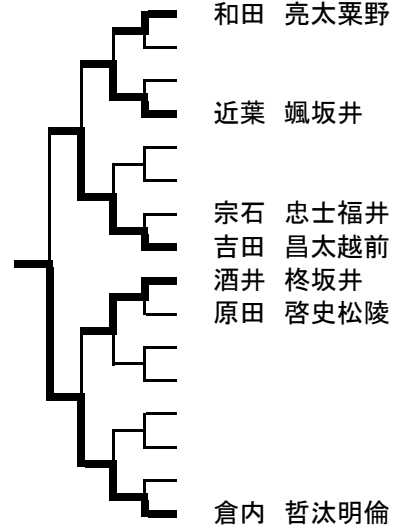 和田 亮太粟野
近葉 颯坂井
宗石 忠士福井
吉田 昌太越前
酒井 柊坂井
原田 啓史松陵
倉内 哲汰明倫